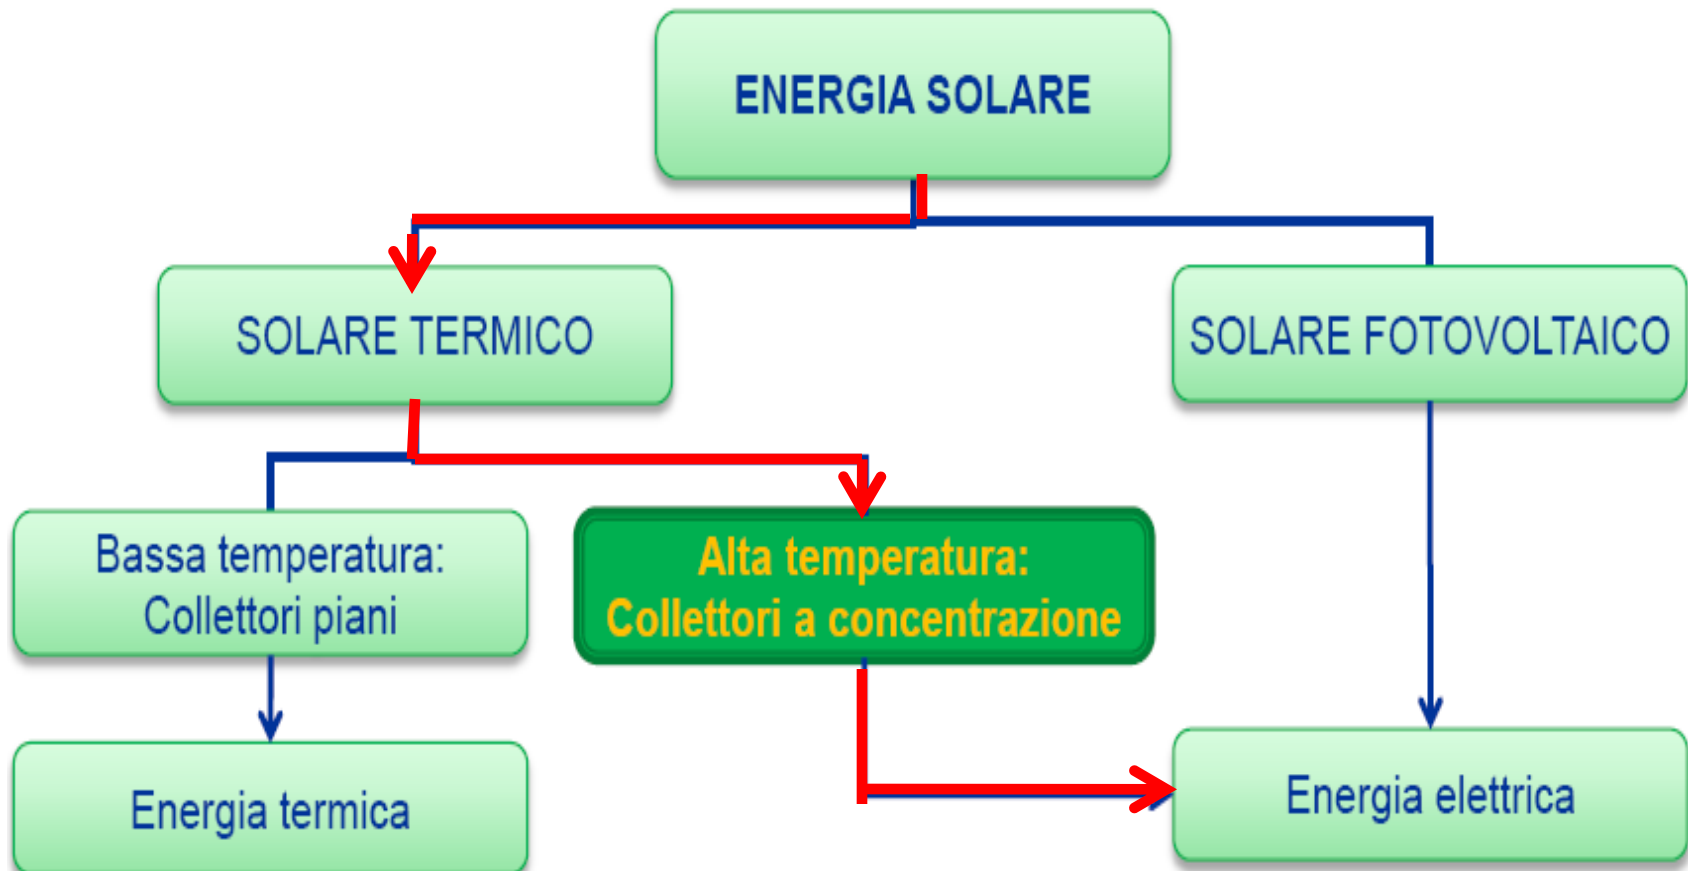 ENERGIA SOLARE
SOLARE TERMICO
SOLARE FOTOVOLTAICO
Bassa temperatura:
Collettori piani
Alta temperatura:
Collettori a concentrazione
Energia termica
Energia elettrica